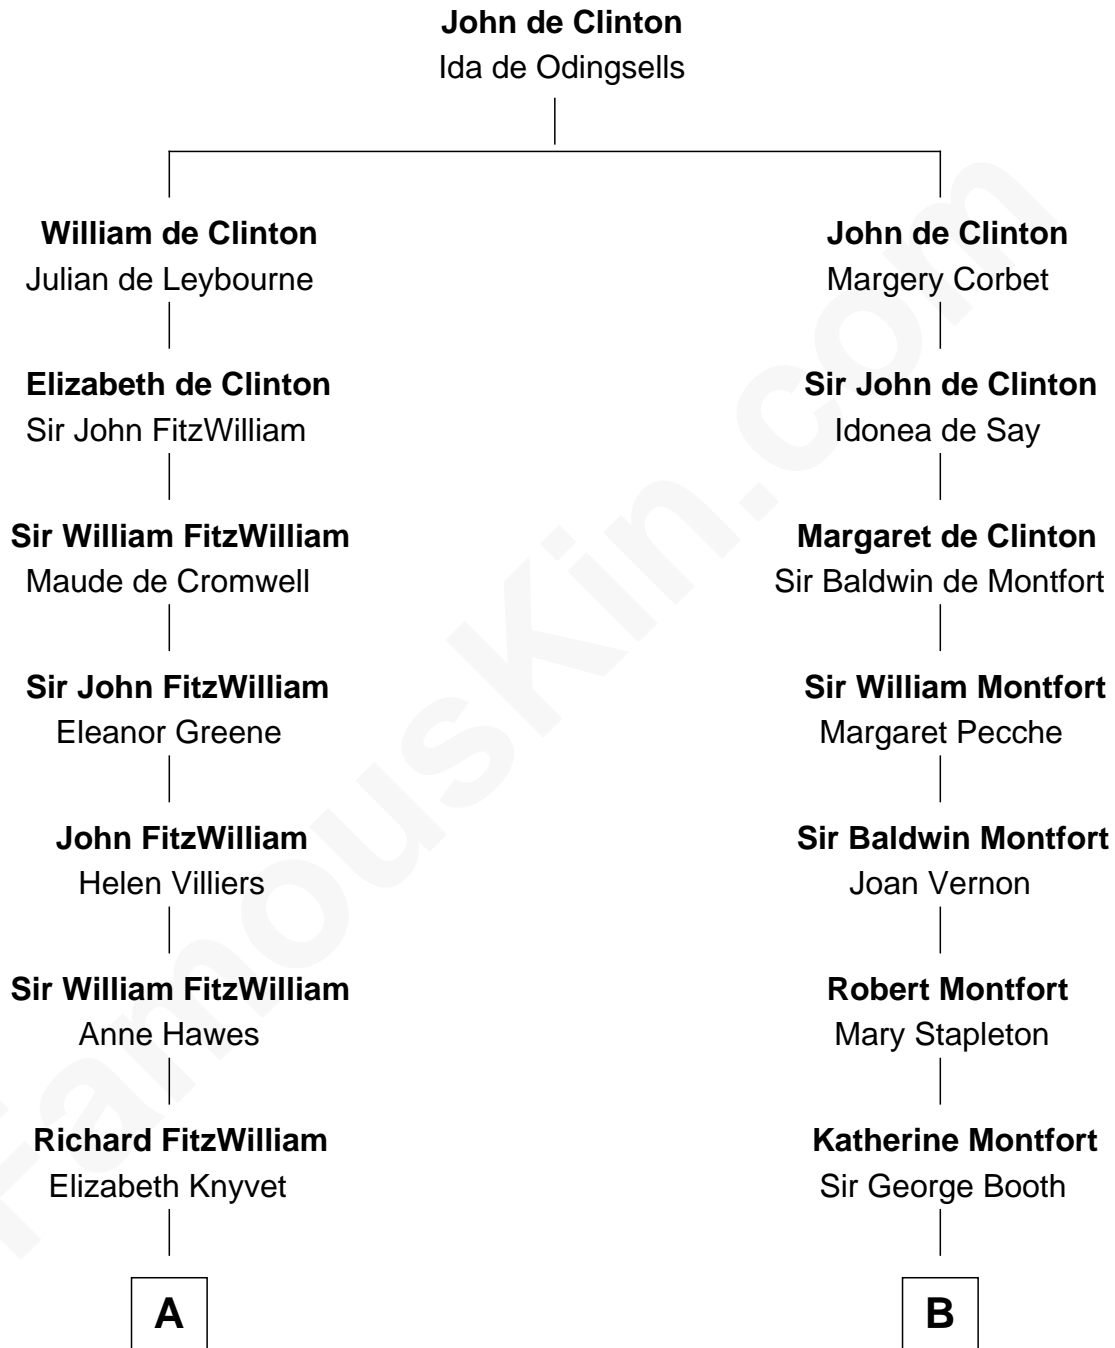 John de Clinton
Ida de Odingsells
William de Clinton
Julian de Leybourne
Elizabeth de Clinton
Sir John FitzWilliam
Sir William FitzWilliam
Maude de Cromwell
Sir John FitzWilliam
Eleanor Greene
John FitzWilliam
Helen Villiers
Sir William FitzWilliam
Anne Hawes
Richard FitzWilliam
Elizabeth Knyvet
A
John de Clinton
Margery Corbet
Sir John de Clinton
Idonea de Say
Margaret de Clinton
Sir Baldwin de Montfort
Sir William Montfort
Margaret Pecche
Sir Baldwin Montfort
Joan Vernon
Robert Montfort
Mary Stapleton
Katherine Montfort
Sir George Booth
B
FamousKin.com